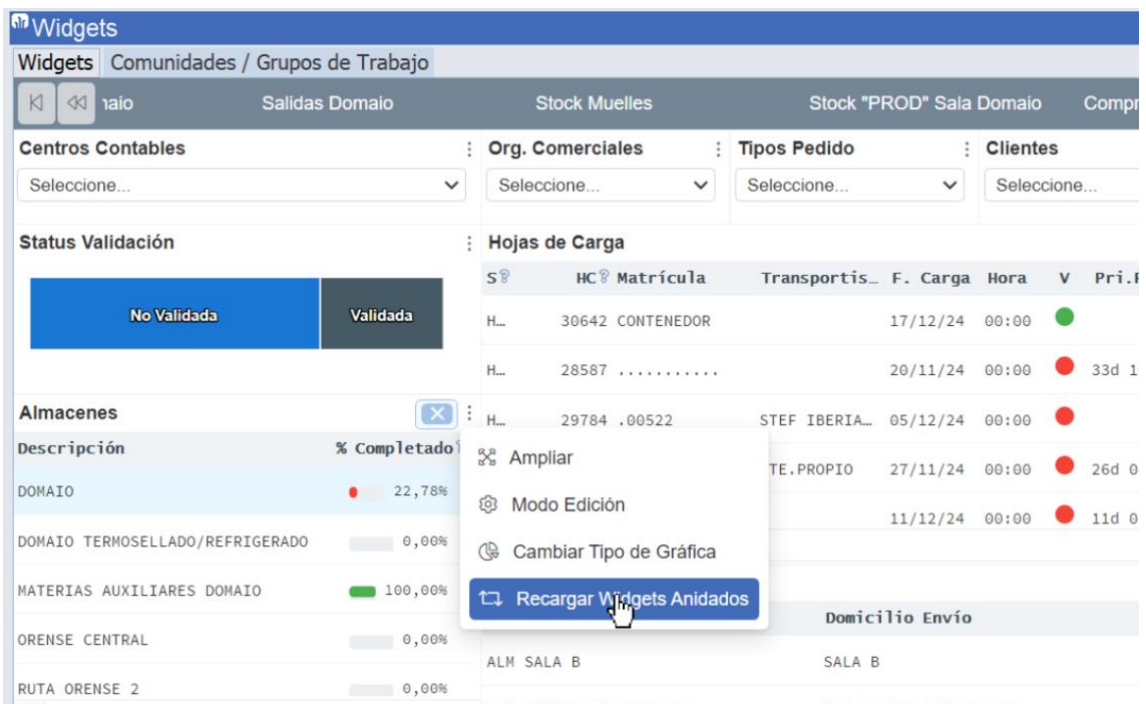 Widgets
Widgets Comunidades / Grupos de Trabajo
Salidas Domaio Stock Muelles Stock "PROD" Sala Domaio
Centros Contables Org. Comerciales Tipos Pedido Clientes
Seleccione... Seleccione... Seleccione... Seleccione...
Status Validación Hojas de Carga
S HC Matrícula Transportis… F. Carga Hora V
No Validada Validada
H… 30642 CONTENEDOR 17/12/24 00:00
H… 28587 ........... 20/11/24 00:00 33d
Almacenes
H… 29784 .00522 STEF IBERIA… 05/12/24 00:00
Descripción % Completado
Ampliar
TE.PROPIO 27/11/24 00:00 26d
DOMAIO 22,78%
Modo Edición
11/12/24 00:00 11d
DOMAIO TERMOSELLADO/REFRIGERADO 0,00%
Cambiar Tipo de Gráfica
MATERIAS AUXILIARES DOMAIO 100,00%
Recargar Widgets Anidados
Domicilio Envío
ORENSE CENTRAL 0,00%
ALM SALA B SALA B
RUTA ORENSE 2 0,00%